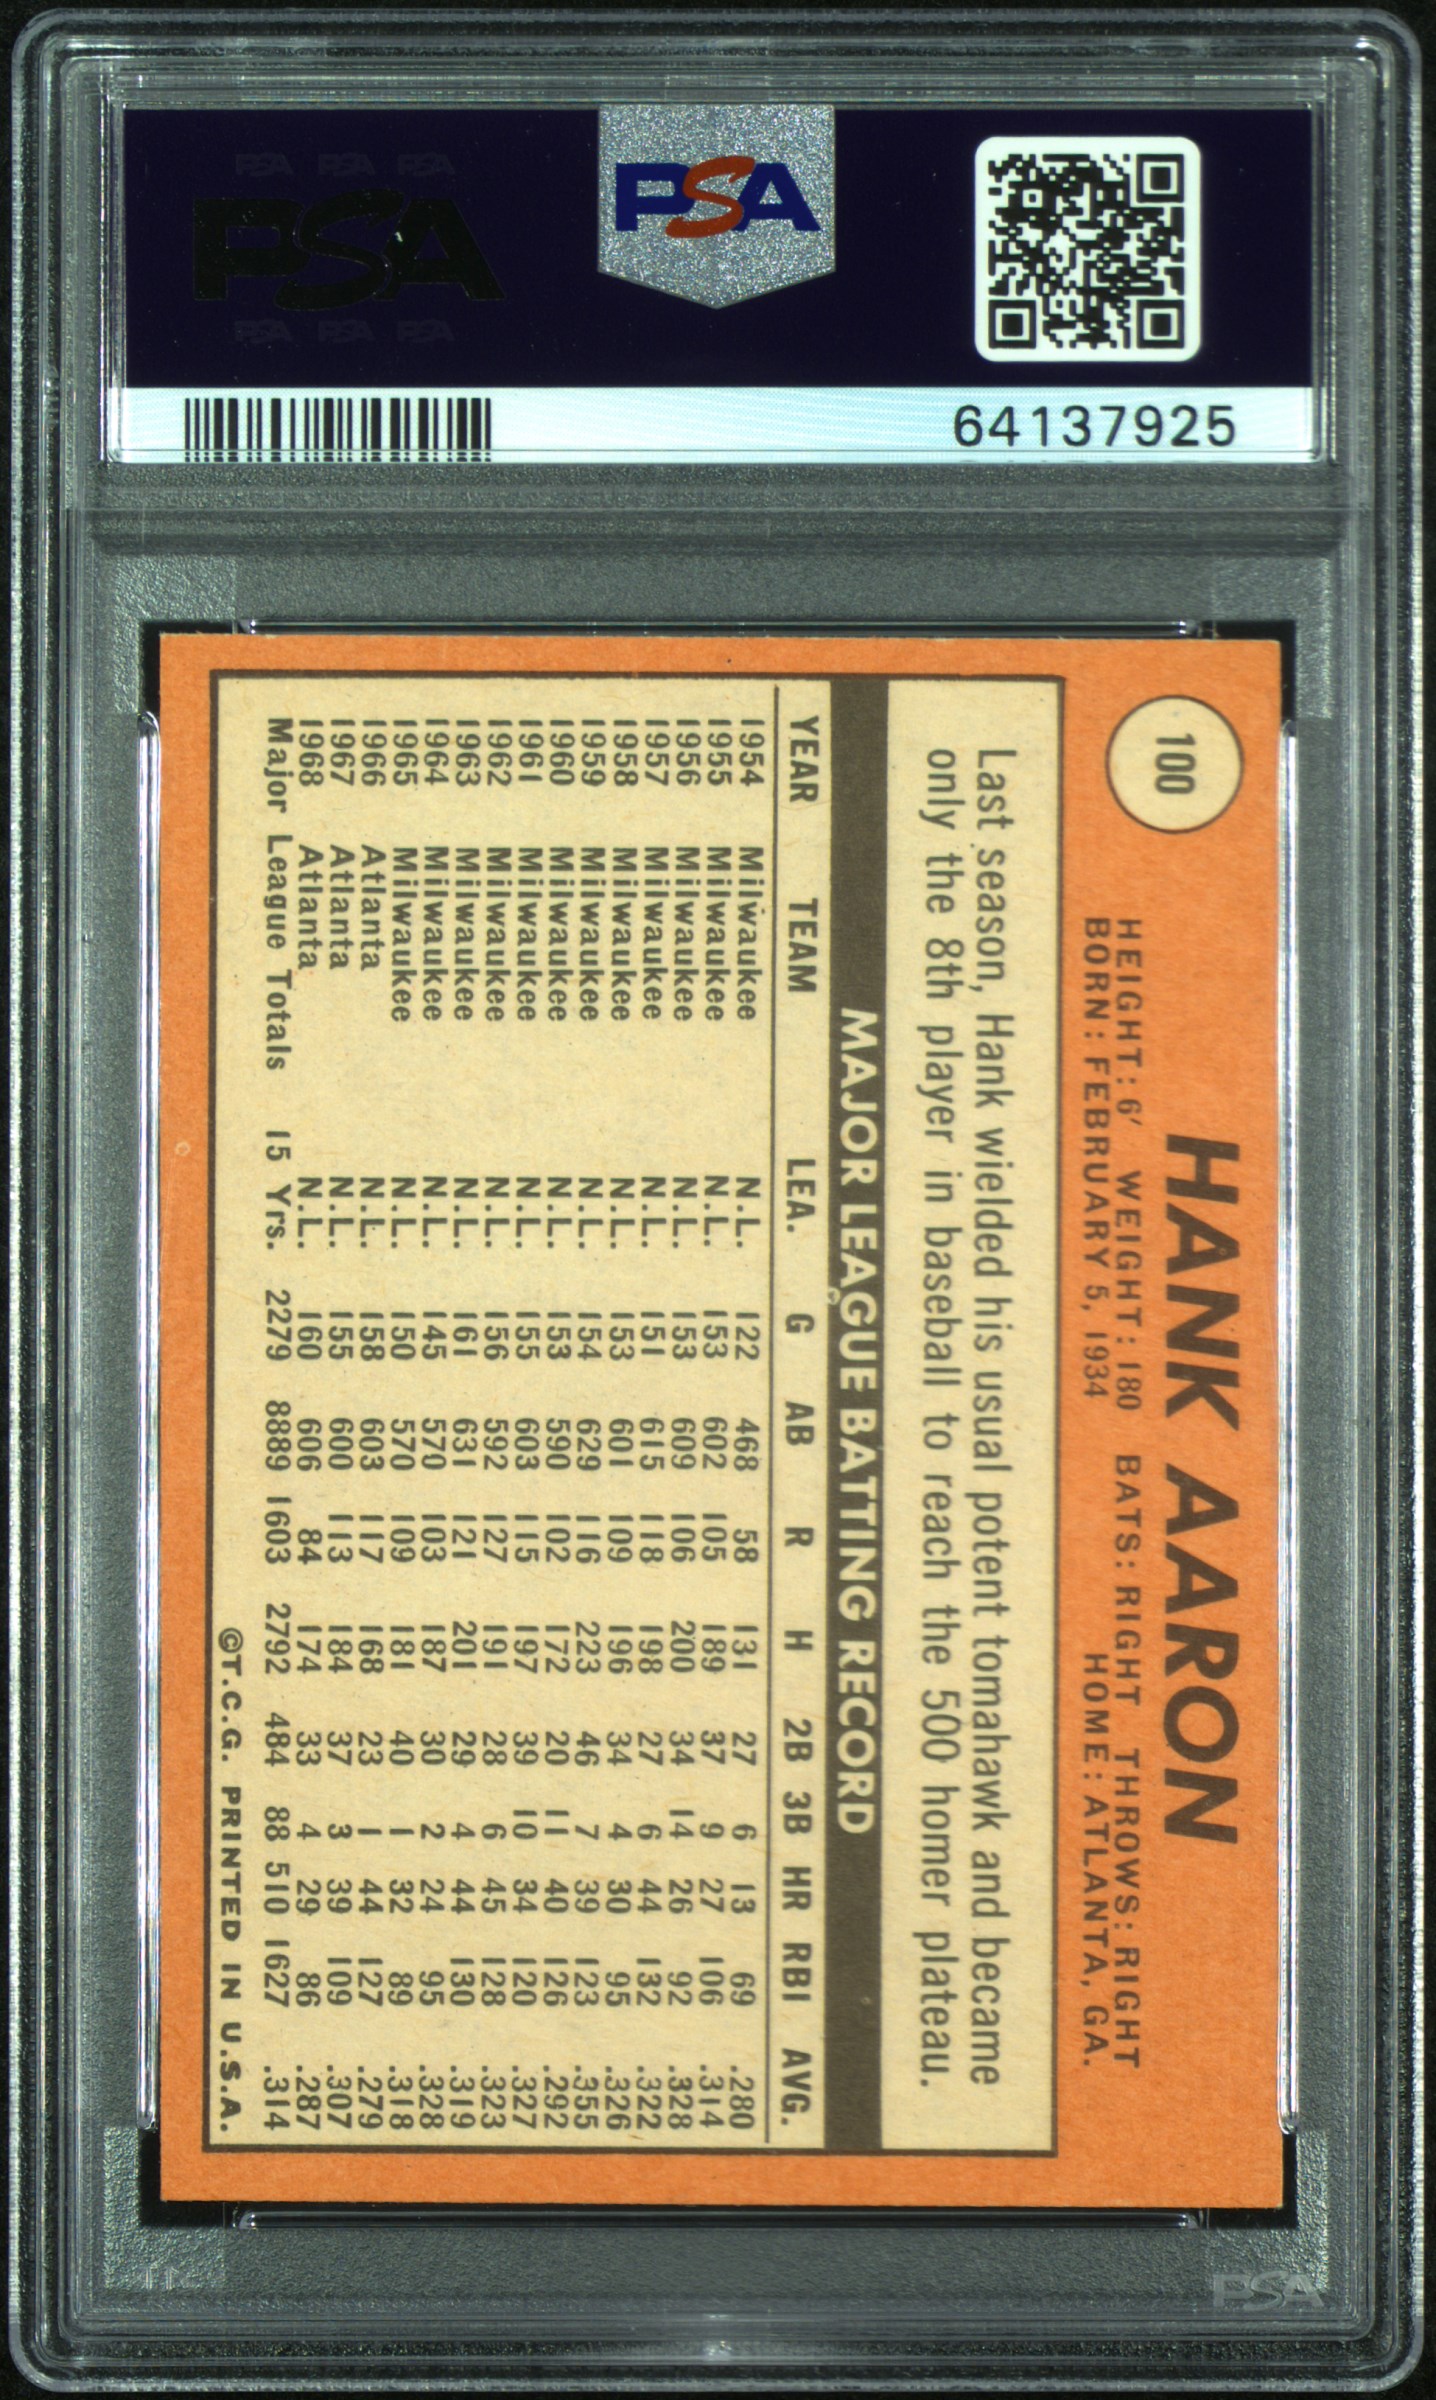 PSA PSA PSA
PSA
PSA PSA PSA
PSA
64137925
100
HANK AARON
HEIGHT: 6' WEIGHT: 180 BATS: RIGHT THROWS: RIGHT
BORN: FEBRUARY 5, 1934 HOME: ATLANTA, GA.
Last season, Hank wielded his usual potent tomahawk and became
only the 8th player in baseball to reach the 500 homer plateau.
MAJOR LEAGUE BATTING RECORD
YEAR TEAM LEA. G AB R H 2B 3B HR RBI AVG.
1954 Milwaukee N.L. 122 468 58 131 27 6 13 69 .280
1955 Milwaukee N.L. 153 602 105 189 37 9 27 106 .314
1956 Milwaukee N.L. 153 609 106 200 34 14 26 92 .328
1957 Milwaukee N.L. 151 615 118 198 27 6 44 132 .322
1958 Milwaukee N.L. 153 601 109 196 34 4 30 95 .326
1959 Milwaukee N.L. 154 629 116 223 46 7 39 123 .355
1960 Milwaukee N.L. 153 590 102 172 20 11 40 126 .292
1961 Milwaukee N.L. 155 603 115 197 39 10 34 120 .327
1962 Milwaukee N.L. 156 592 127 191 28 6 45 128 .323
1963 Milwaukee N.L. 161 631 121 201 29 4 44 130 .319
1964 Milwaukee N.L. 145 570 103 187 30 2 24 95 .328
1965 Milwaukee N.L. 150 570 109 181 40 1 32 89 .318
1966 Atlanta N.L. 158 603 117 168 23 1 44 127 .279
1967 Atlanta N.L. 155 600 113 184 37 3 39 109 .307
1968 Atlanta N.L. 160 606 84 174 33 4 29 86 .287
Major League Totals 15 Yrs. 2279 8889 1603 2792 484 88 510 1627 .314
©T.C.G. PRINTED IN U.S.A.
PSA